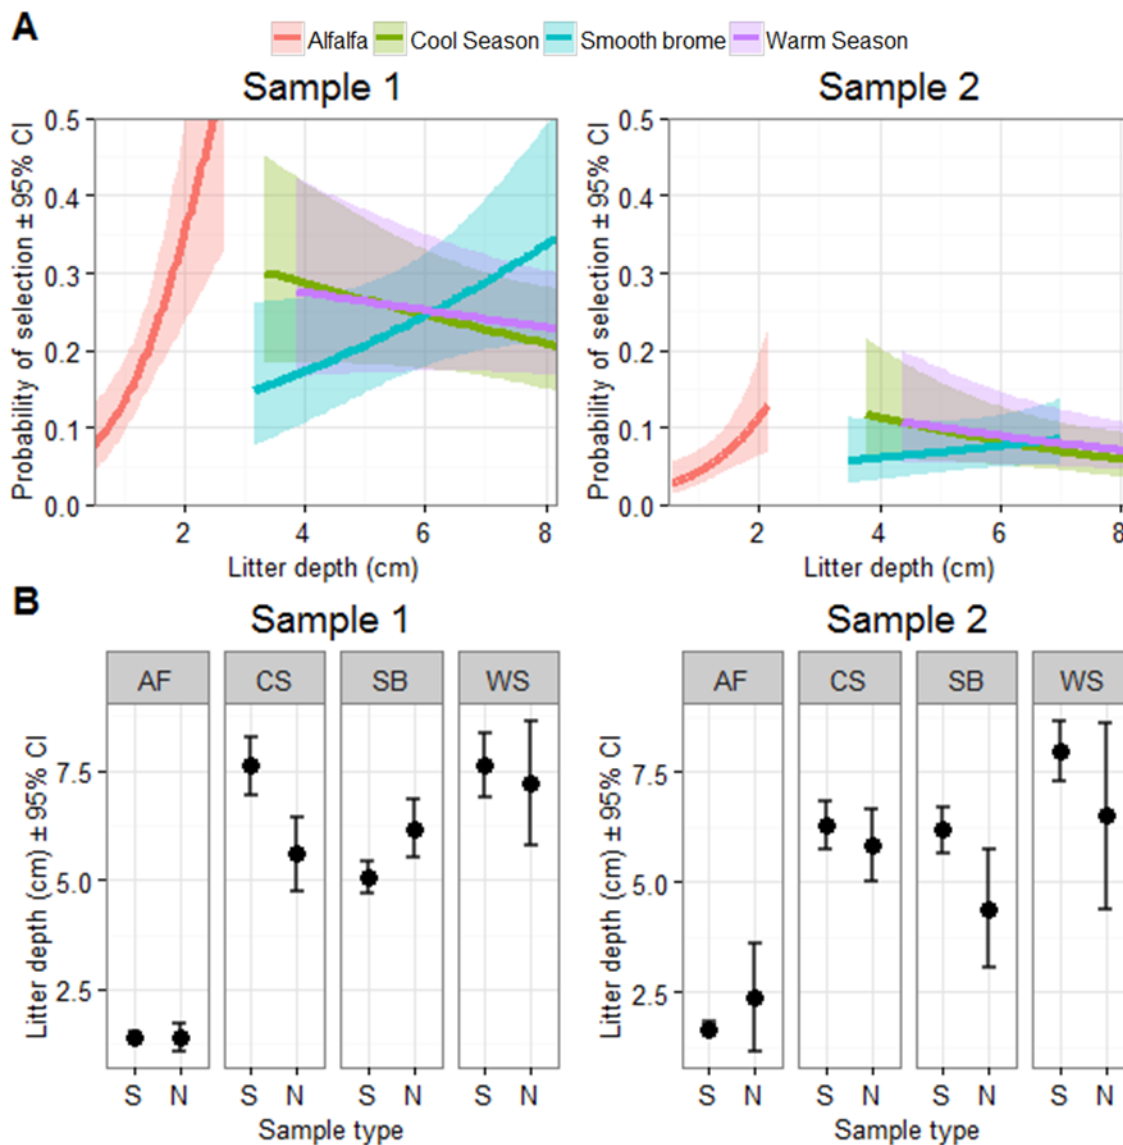 A
Alfalfa Cool Season Smooth brome Warm Season
Sample 1
Sample 2
Probability of selection ± 95% CI
0.5
0.4
0.3
0.2
0.1
0.0
2 4 6 8
Litter depth (cm)
Probability of selection ± 95% CI
0.5
0.4
0.3
0.2
0.1
0.0
2 4 6 8
Litter depth (cm)
B
Sample 1
Sample 2
AF CS SB WS
Litter depth (cm) ± 95% CI
7.5
5.0
2.5
S N S N S N S N
Sample type
AF CS SB WS
Litter depth (cm) ± 95% CI
7.5
5.0
2.5
S N S N S N S N
Sample type